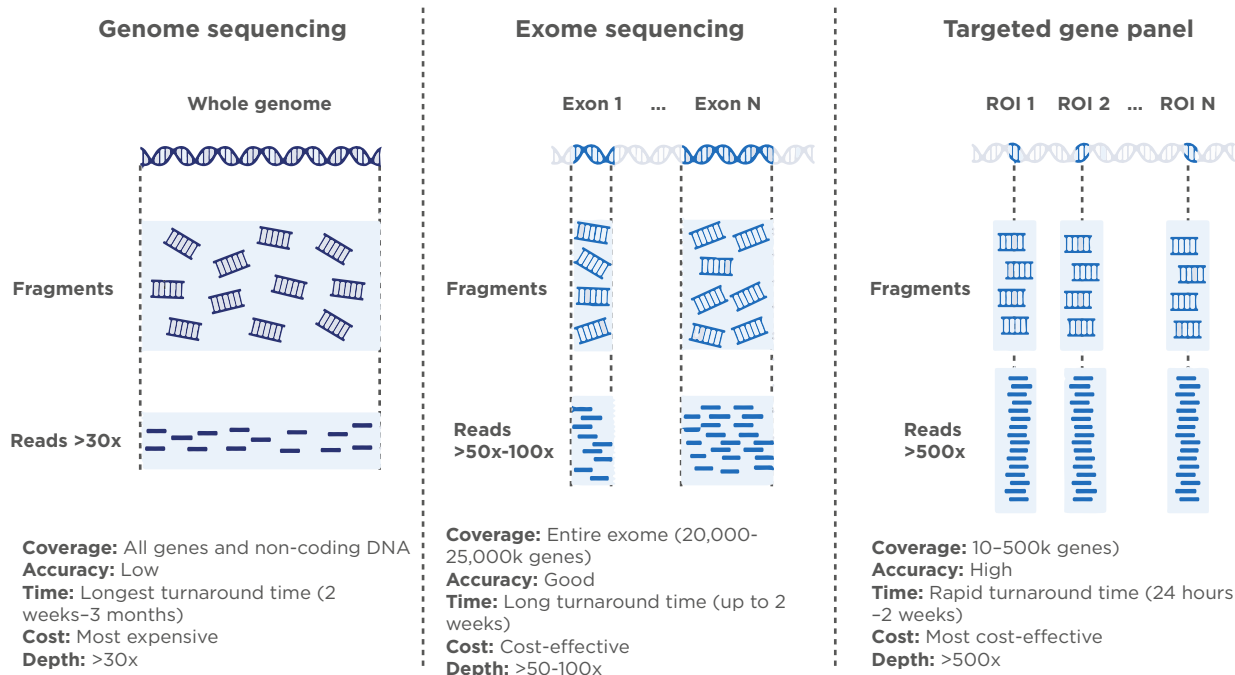 Genome sequencing
Whole genome
Fragments
Reads >30x
Coverage: All genes and non-coding DNA
Accuracy: Low
Time: Longest turnaround time (2
weeks–3 months)
Cost: Most expensive
Depth: >30x
Exome sequencing
Exon 1 ... Exon N
Fragments
Reads
>50x-100x
Coverage: Entire exome (20,000-
25,000k genes)
Accuracy: Good
Time: Long turnaround time (up to 2
weeks)
Cost: Cost-effective
Depth: >50-100x
Targeted gene panel
ROI 1 ROI 2 ... ROI N
Fragments
Reads
>500x
Coverage: 10–500k genes)
Accuracy: High
Time: Rapid turnaround time (24 hours
–2 weeks)
Cost: Most cost-effective
Depth: >500x